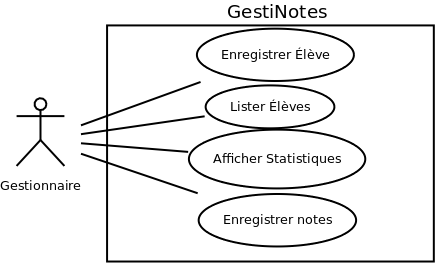 GestiNotes
Enregistrer Élève
Lister Élèves
Afficher Statistiques
Gestionnaire
Enregistrer notes